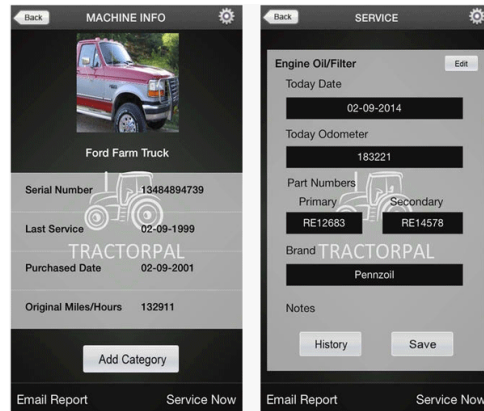 Back MACHINE INFO
Ford Farm Truck
Serial Number 13484894739
Last Service 02-09-1999
TRACTORPAL
Purchased Date 02-09-2001
Original Miles/Hours 132911
Add Category
Email Report Service Now
Back SERVICE
Engine Oil/Filter Edit
Today Date
02-09-2014
Today Odometer
183221
Part Numbers
Primary Secondary
RE12683 RE14578
Brand
TRACTORPAL
Pennzoil
Notes
History Save
Email Report Service Now